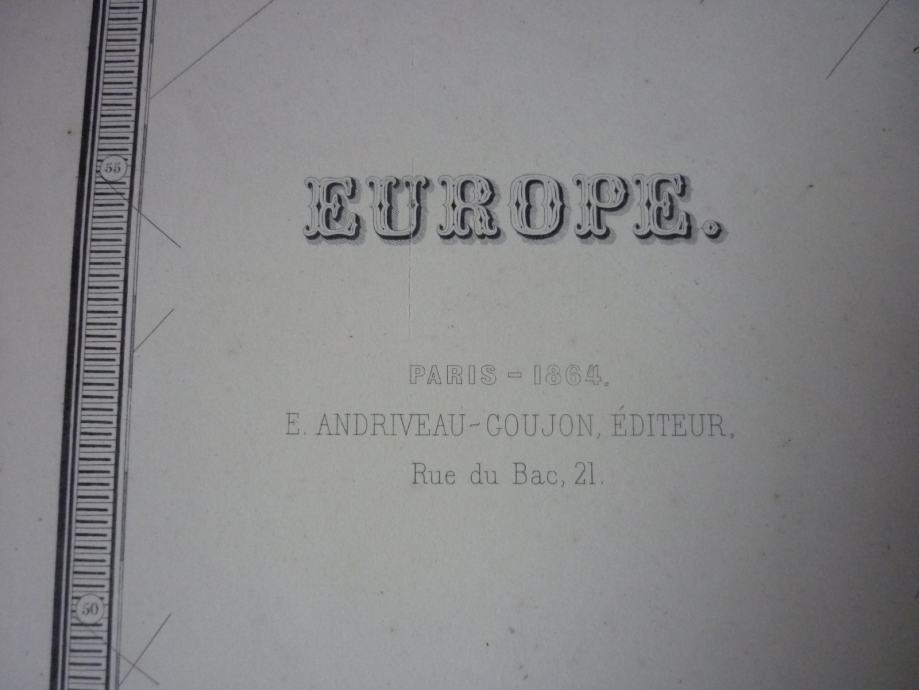 55
EUROPE.
PARIS - 1864.
E. ANDRIVEAU-GOUJON, ÉDITEUR,
Rue du Bac, 21.
50